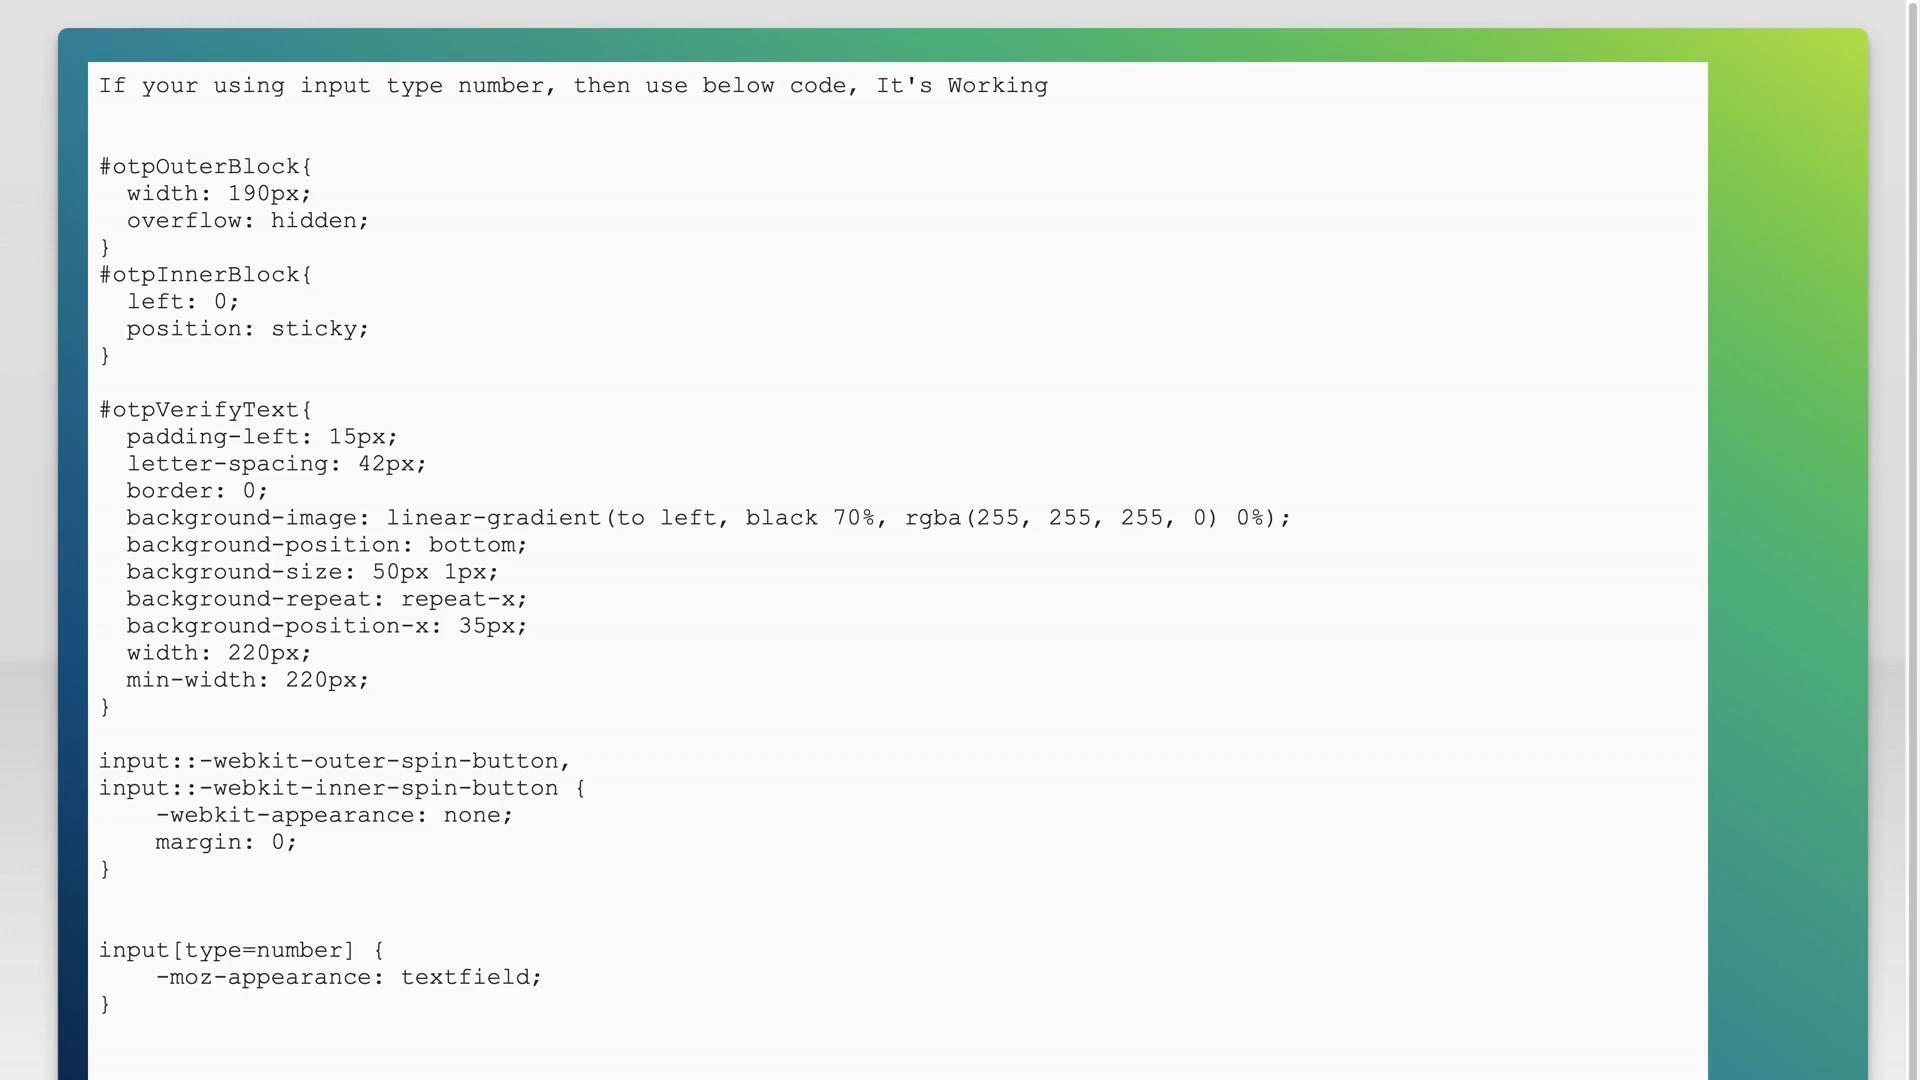 If your using input type number, then use below code, It's Working
#otpOuterBlock{
width: 190px;
overflow: hidden;
}
#otpInnerBlock{
left: 0;
position: sticky;
}
#otpVerifyText{
padding-left: 15px;
letter-spacing: 42px;
border: 0;
background-image: linear-gradient(to left, black 70%, rgba(255, 255, 255, 0) 0%);
background-position: bottom;
background-size: 50px 1px;
background-repeat: repeat-x;
background-position-x: 35px;
width: 220px;
min-width: 220px;
}
input::-webkit-outer-spin-button,
input::-webkit-inner-spin-button {
-webkit-appearance: none;
margin: 0;
}
input[type=number] {
-moz-appearance: textfield;
}